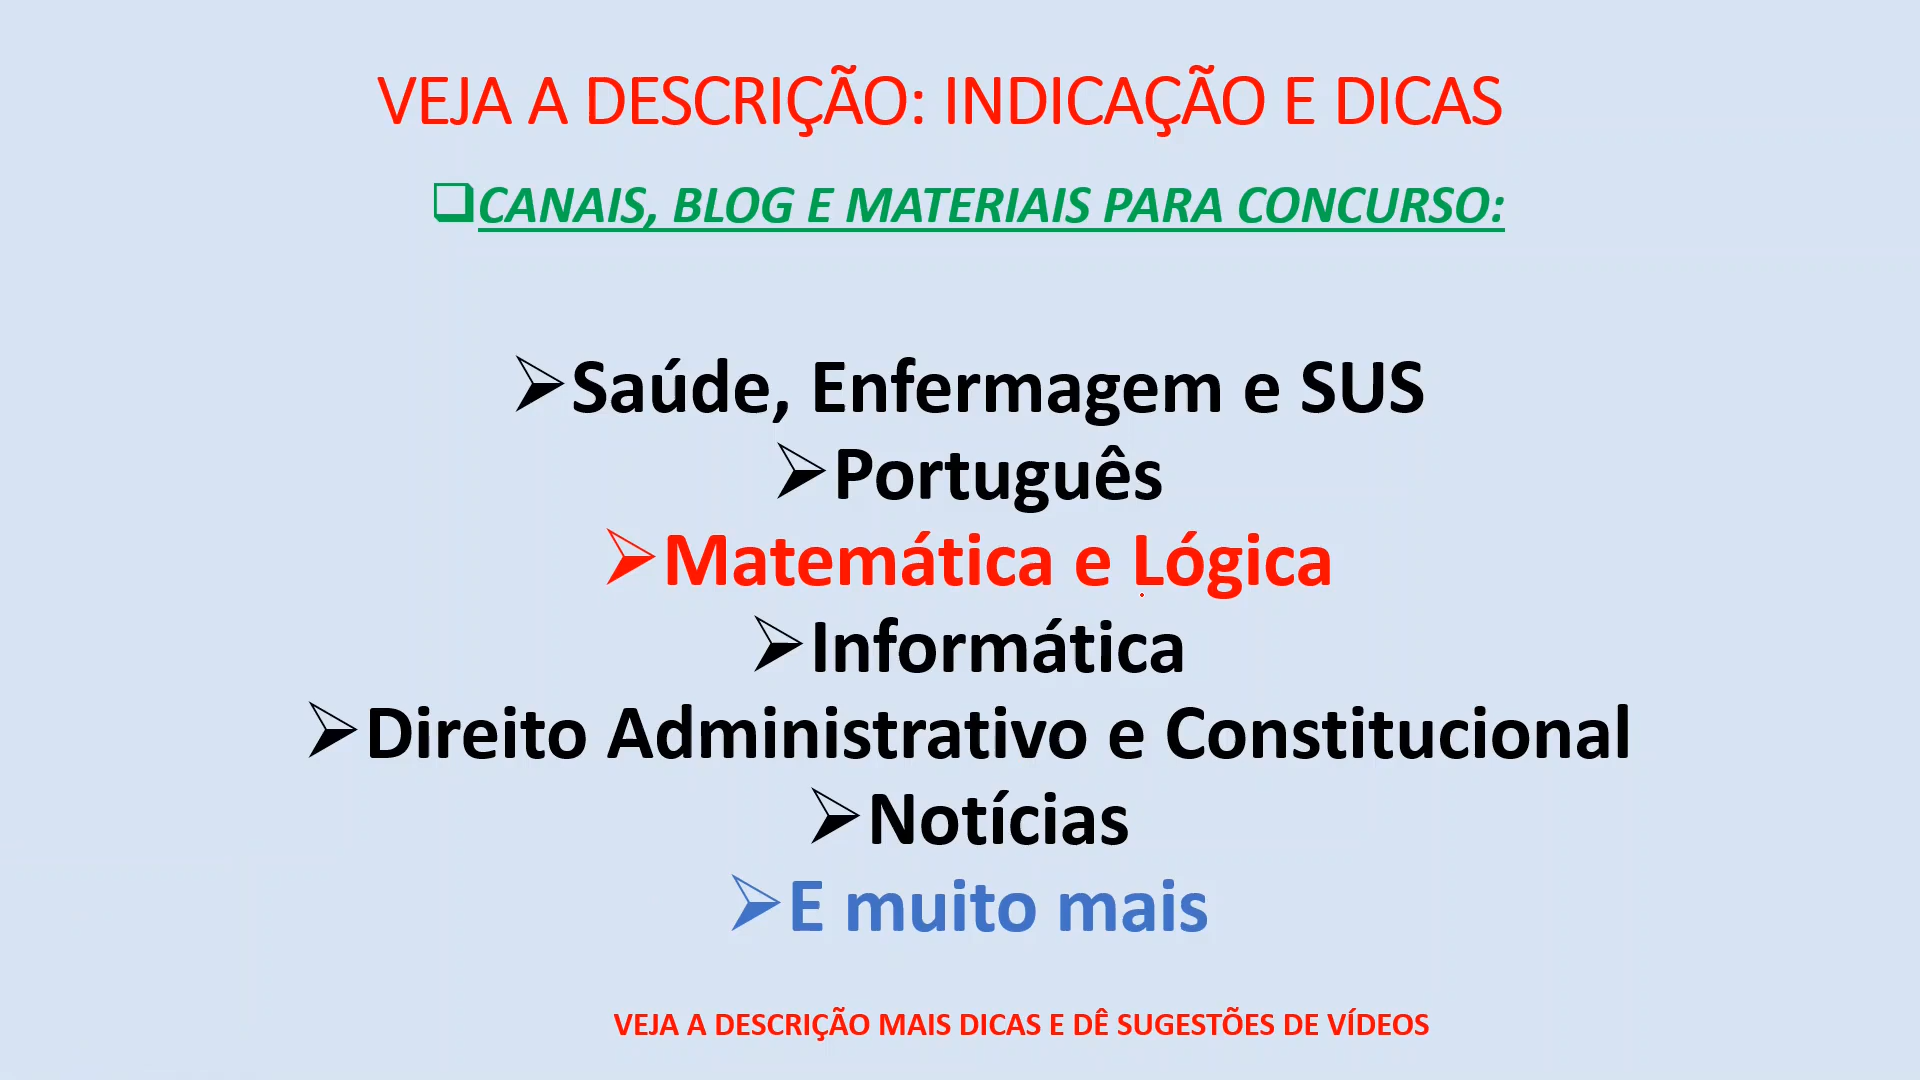 VEJA A DESCRIÇÃO: INDICAÇÃO E DICAS
CANAIS, BLOG E MATERIAIS PARA CONCURSO:
Saúde, Enfermagem e SUS
Português
Matemática e Lógica
Informática
Direito Administrativo e Constitucional
Notícias
E muito mais
VEJA A DESCRIÇÃO MAIS DICAS E DÊ SUGESTÕES DE VÍDEOS